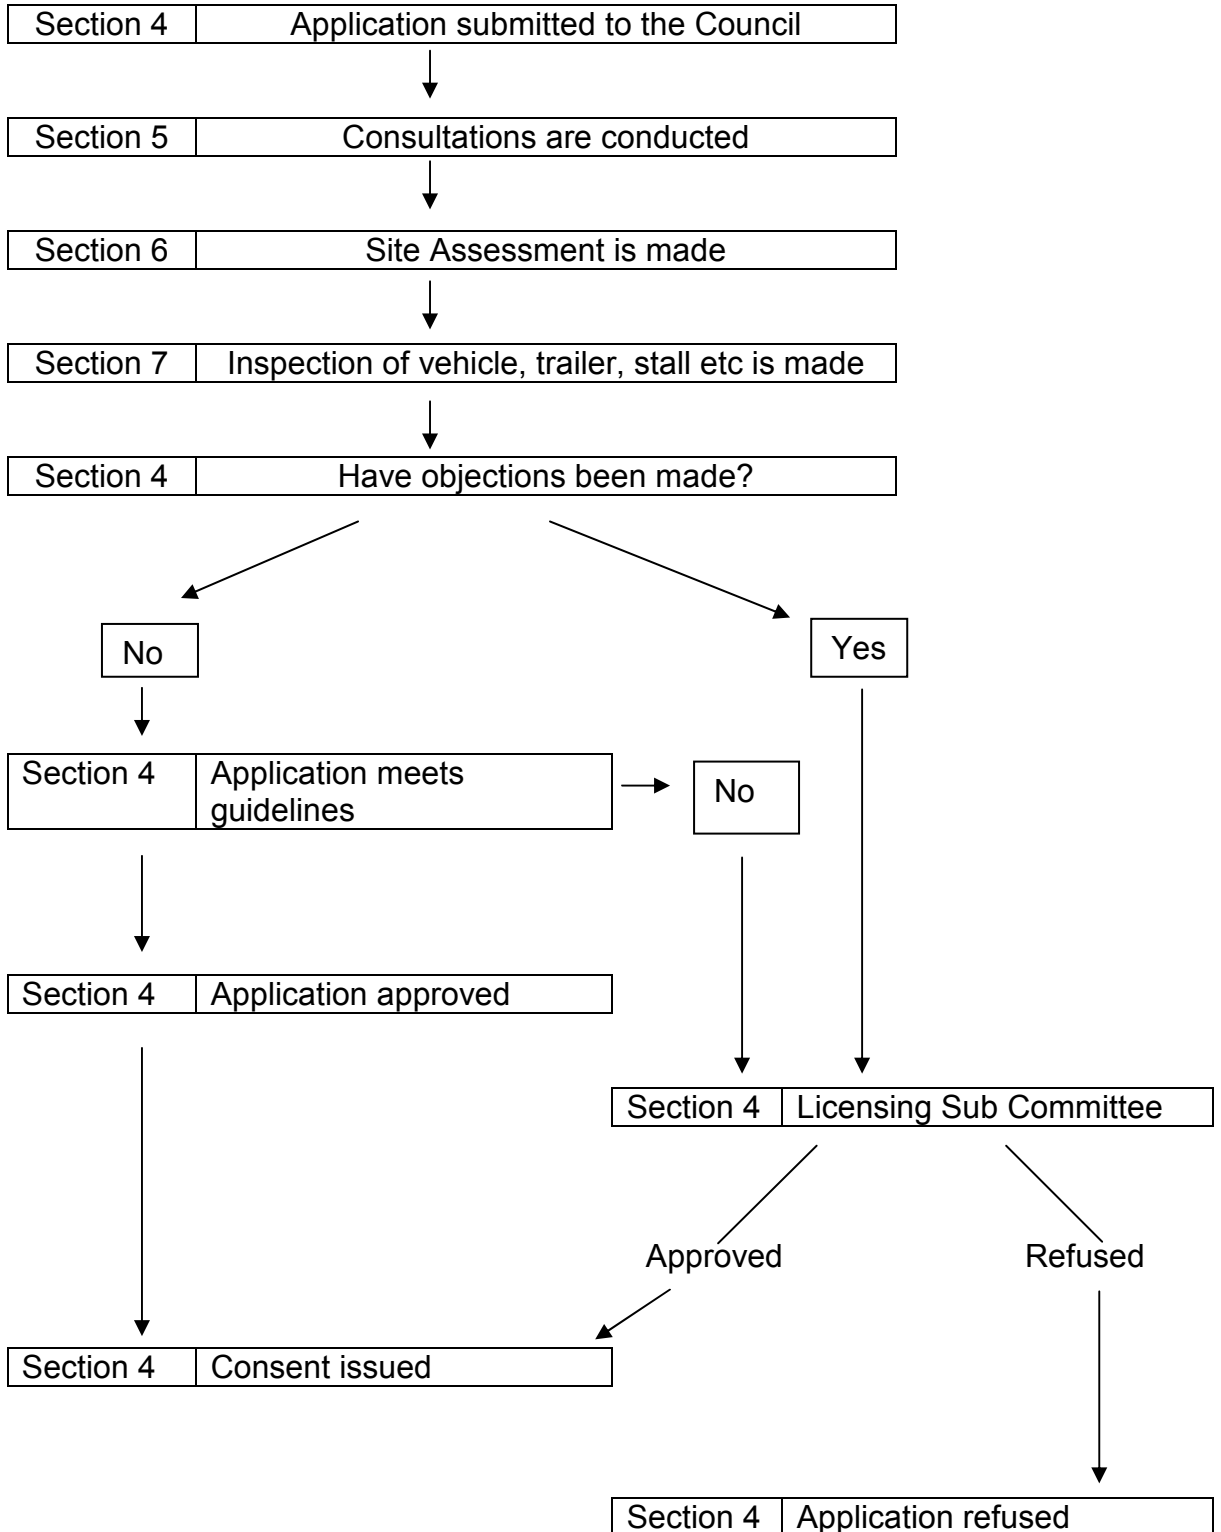 Section 4 Application submitted to the Council
Section 5 Consultations are conducted
Section 6 Site Assessment is made
Section 7 Inspection of vehicle, trailer, stall etc is made
Section 4 Have objections been made?
No
Yes
Section 4 Application meets
guidelines
No
Section 4 Application approved
Section 4 Licensing Sub Committee
Approved
Refused
Section 4 Consent issued
Section 4 Application refused